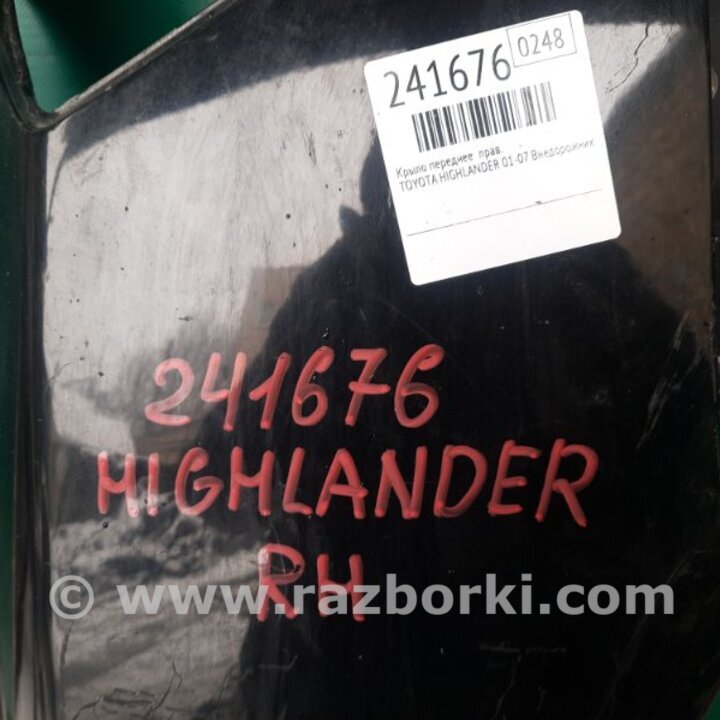 241676 0248
Крыло переднее прав.
TOYOTA HIGHLANDER 01-07 Внедорожник
241676
HIGHLANDER
RH
© www.razborki.com